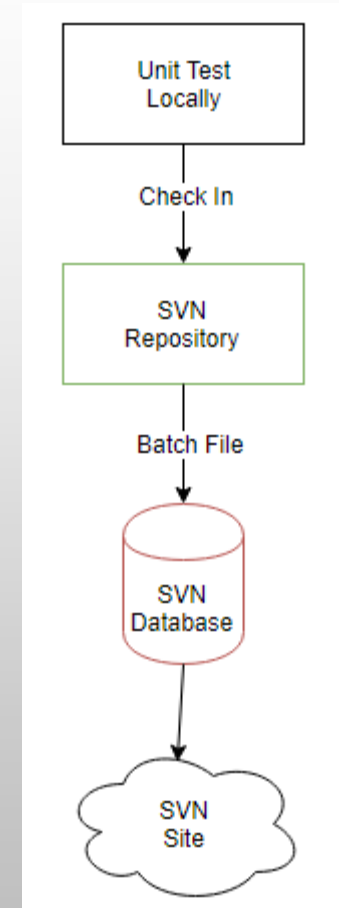 Unit Test
Locally
Check In
SVN
Repository
Batch File
SVN
Database
SVN
Site